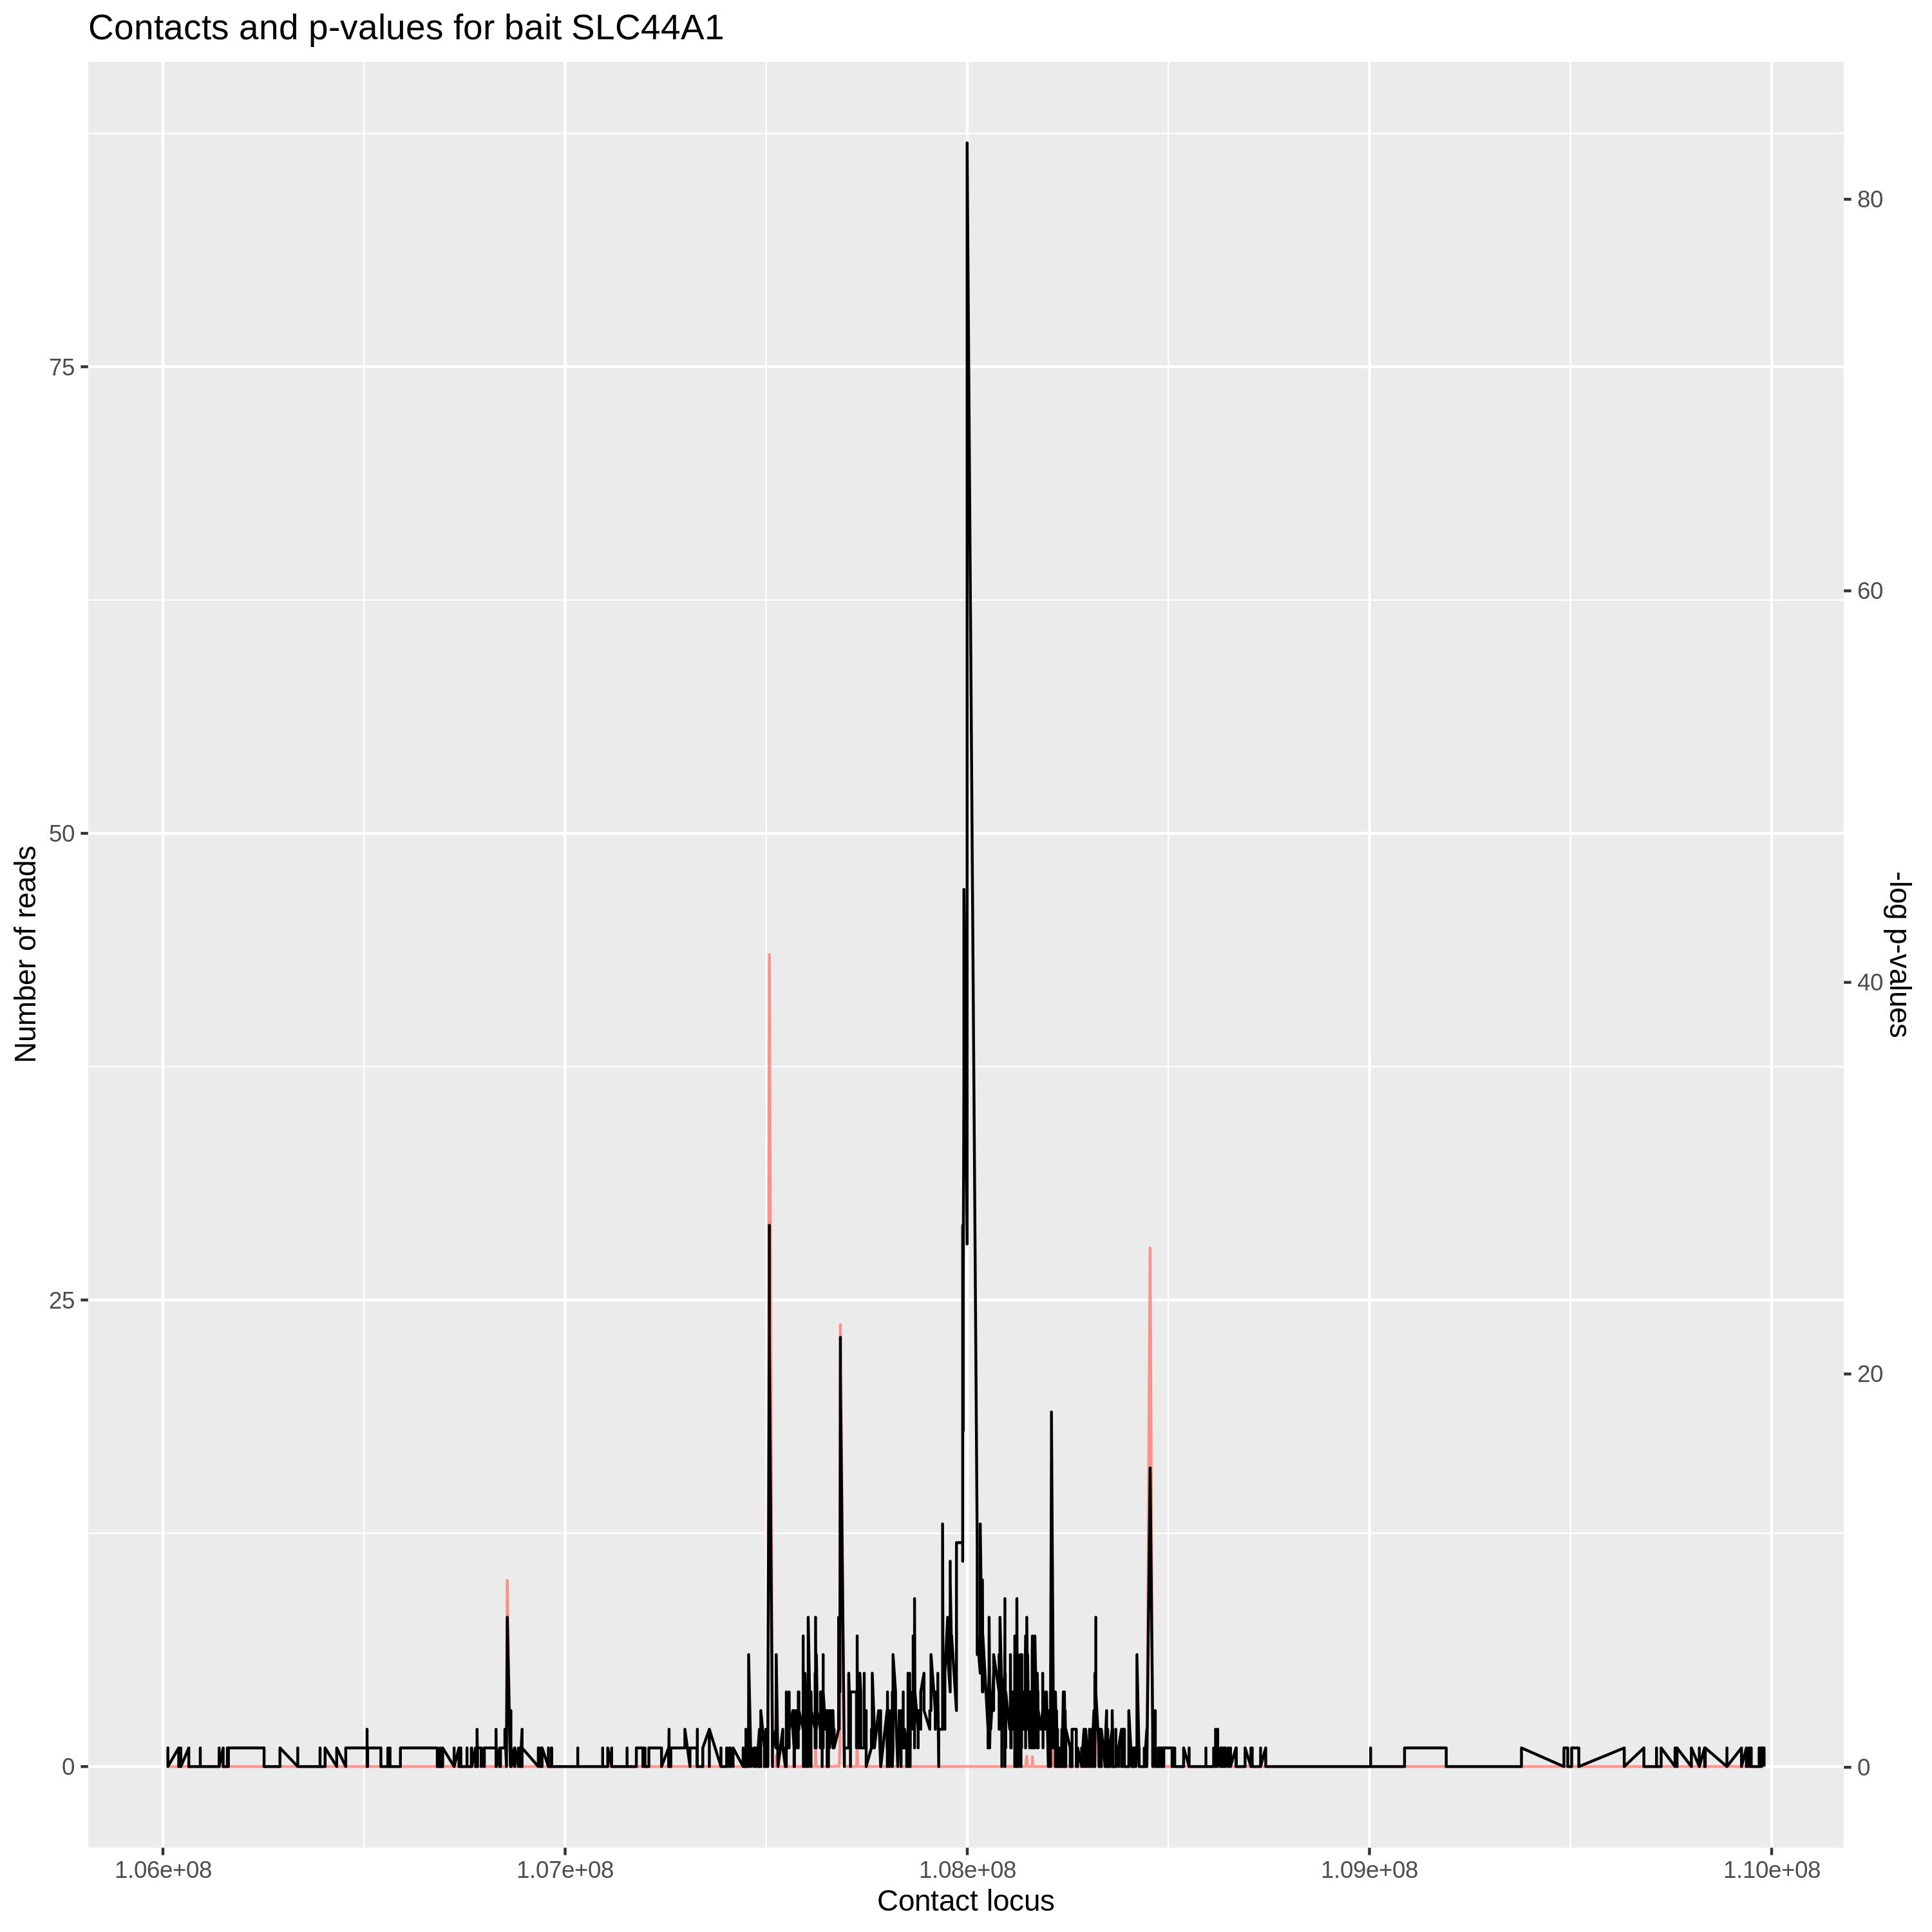 Contacts and p-values for bait SLC44A1
Number of reads
75
50
25
0
80
60
40
20
0
-log p-values
1.06e+08
1.07e+08
1.08e+08
1.09e+08
1.10e+08
Contact locus